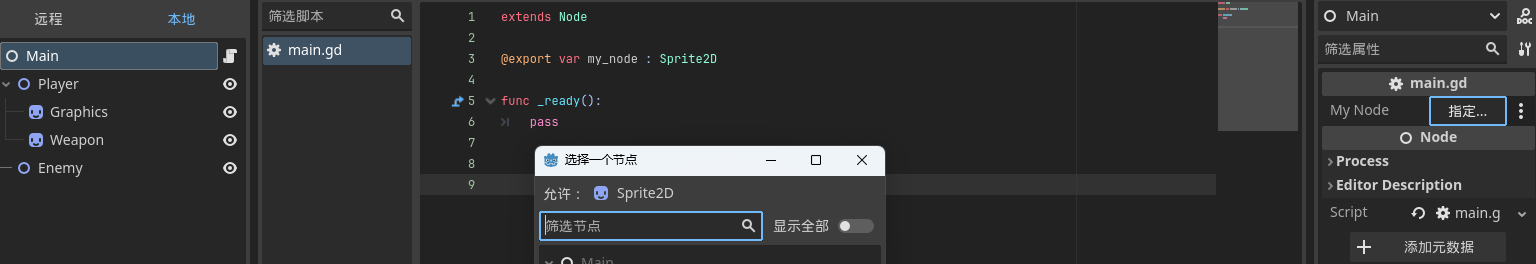 远程 本地
Main
Player
Graphics
Weapon
Enemy
筛选脚本
main.gd
1 extends Node
2
3 @export var my_node : Sprite2D
4
5 func _ready():
6 pass
7
8
9
选择一个节点
允许： Sprite2D
筛选节点 显示全部
Main
Main DOC
筛选属性
main.gd
My Node 指定...
Node
Process
Editor Description
Script main.g
添加元数据